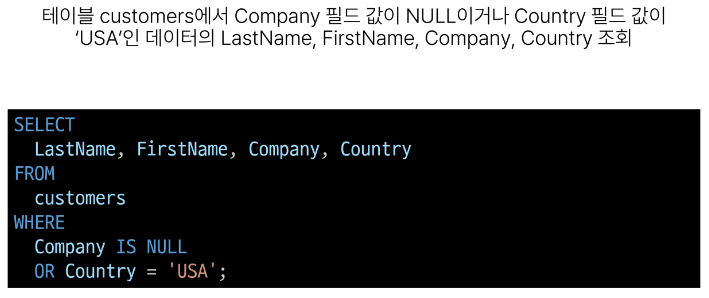 테이블 customers에서 Company 필드 값이 NULL이거나 Country 필드 값이
‘USA’인 데이터의 LastName, FirstName, Company, Country 조회
SELECT
  LastName, FirstName, Company, Country
FROM
  customers
WHERE
  Company IS NULL
  OR Country = 'USA';